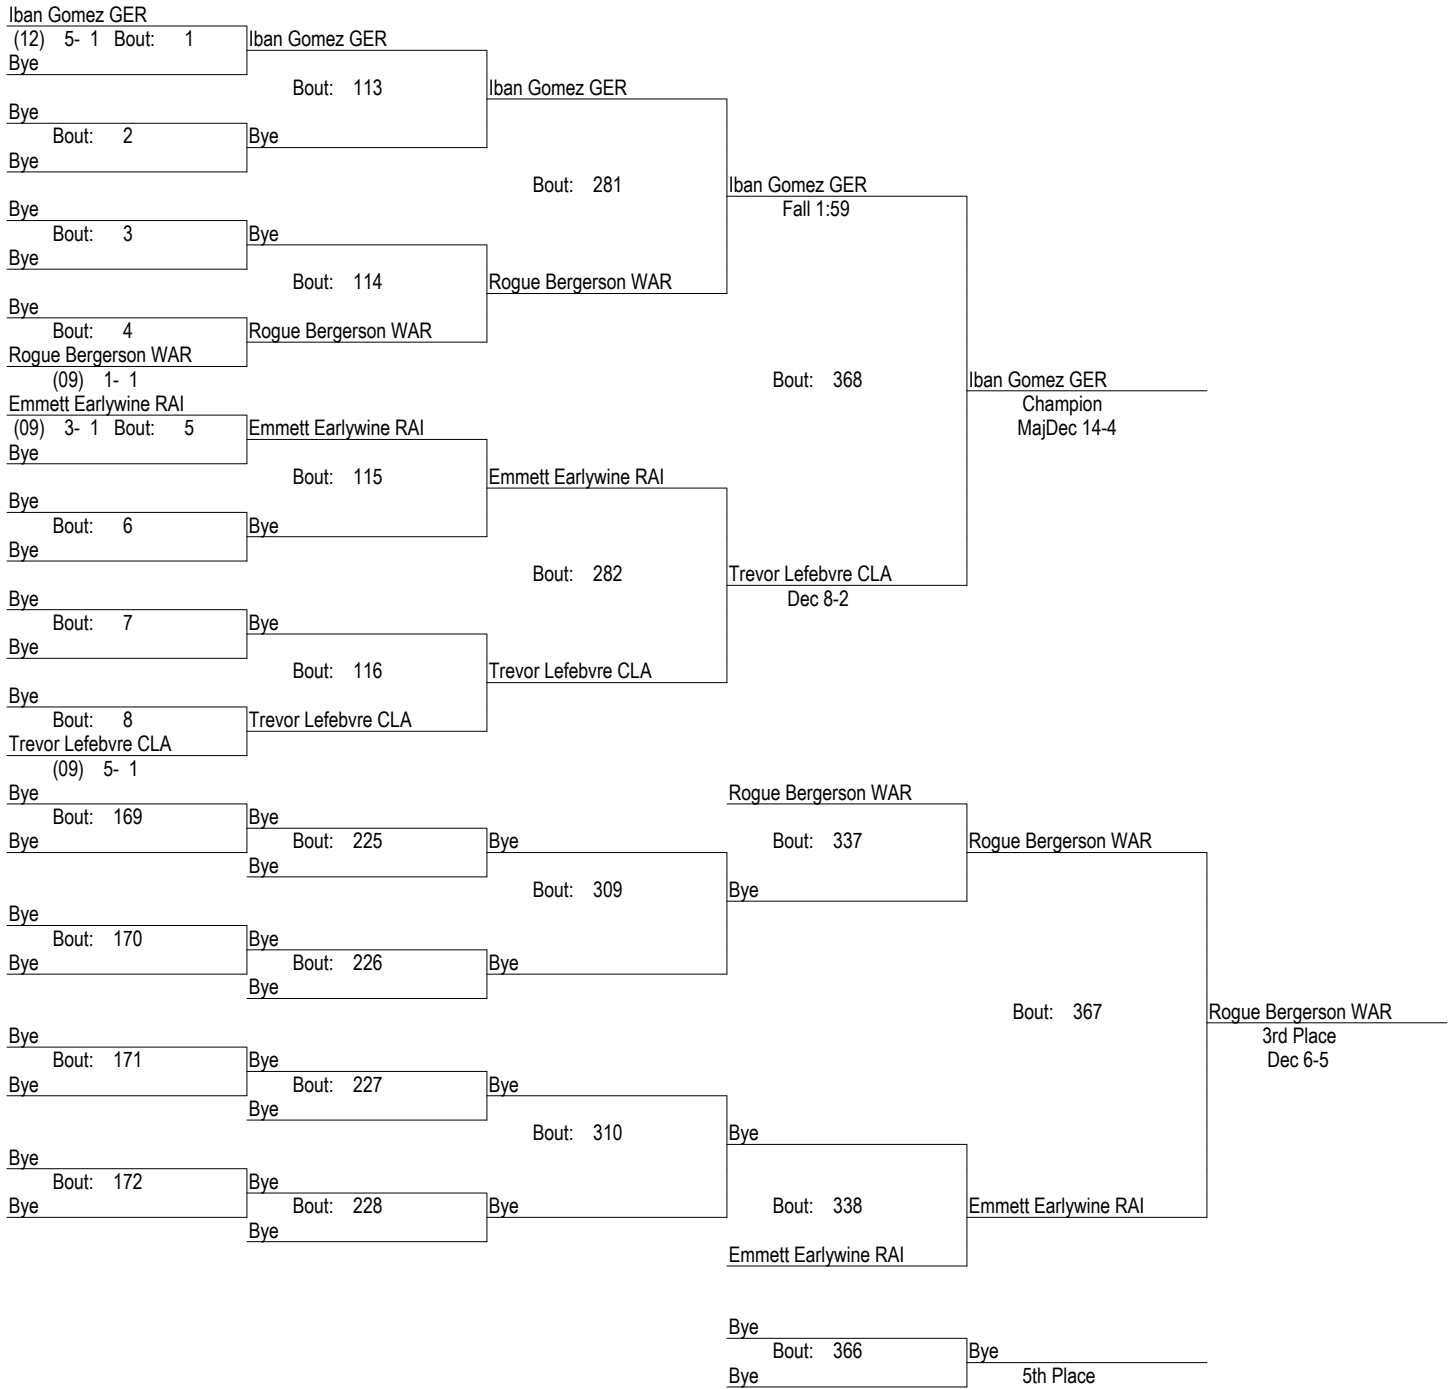 Iban Gomez GER
(12) 5- 1 Bout: 1
Bye
Iban Gomez GER
Bout: 113
Iban Gomez GER
Bye
Bout: 2
Bye
Bye
Bout: 281
Iban Gomez GER
Fall 1:59
Bye
Bout: 3
Bye
Bye
Bout: 114
Rogue Bergerson WAR
Bye
Bout: 4
Rogue Bergerson WAR
Rogue Bergerson WAR
(09) 1- 1
Bout: 368
Iban Gomez GER
Champion
MajDec 14-4
Emmett Earlywine RAI
(09) 3- 1 Bout: 5
Emmett Earlywine RAI
Bye
Bout: 115
Emmett Earlywine RAI
Bye
Bout: 6
Bye
Bye
Bout: 282
Trevor Lefebvre CLA
Dec 8-2
Bye
Bout: 7
Bye
Bye
Bout: 116
Trevor Lefebvre CLA
Bye
Bout: 8
Trevor Lefebvre CLA
Trevor Lefebvre CLA
(09) 5- 1
Bye
Bout: 169
Bye
Bye
Bout: 225
Bye
Bye
Rogue Bergerson WAR
Bout: 337
Rogue Bergerson WAR
Bout: 309
Bye
Bye
Bout: 170
Bye
Bye
Bout: 226
Bye
Bye
Bout: 367
Rogue Bergerson WAR
3rd Place
Dec 6-5
Bye
Bout: 171
Bye
Bye
Bout: 227
Bye
Bye
Bout: 310
Bye
Bye
Bout: 172
Bye
Bye
Bout: 228
Bye
Bye
Bout: 338
Emmett Earlywine RAI
Emmett Earlywine RAI
Bye
Bout: 366
Bye
Bye
5th Place